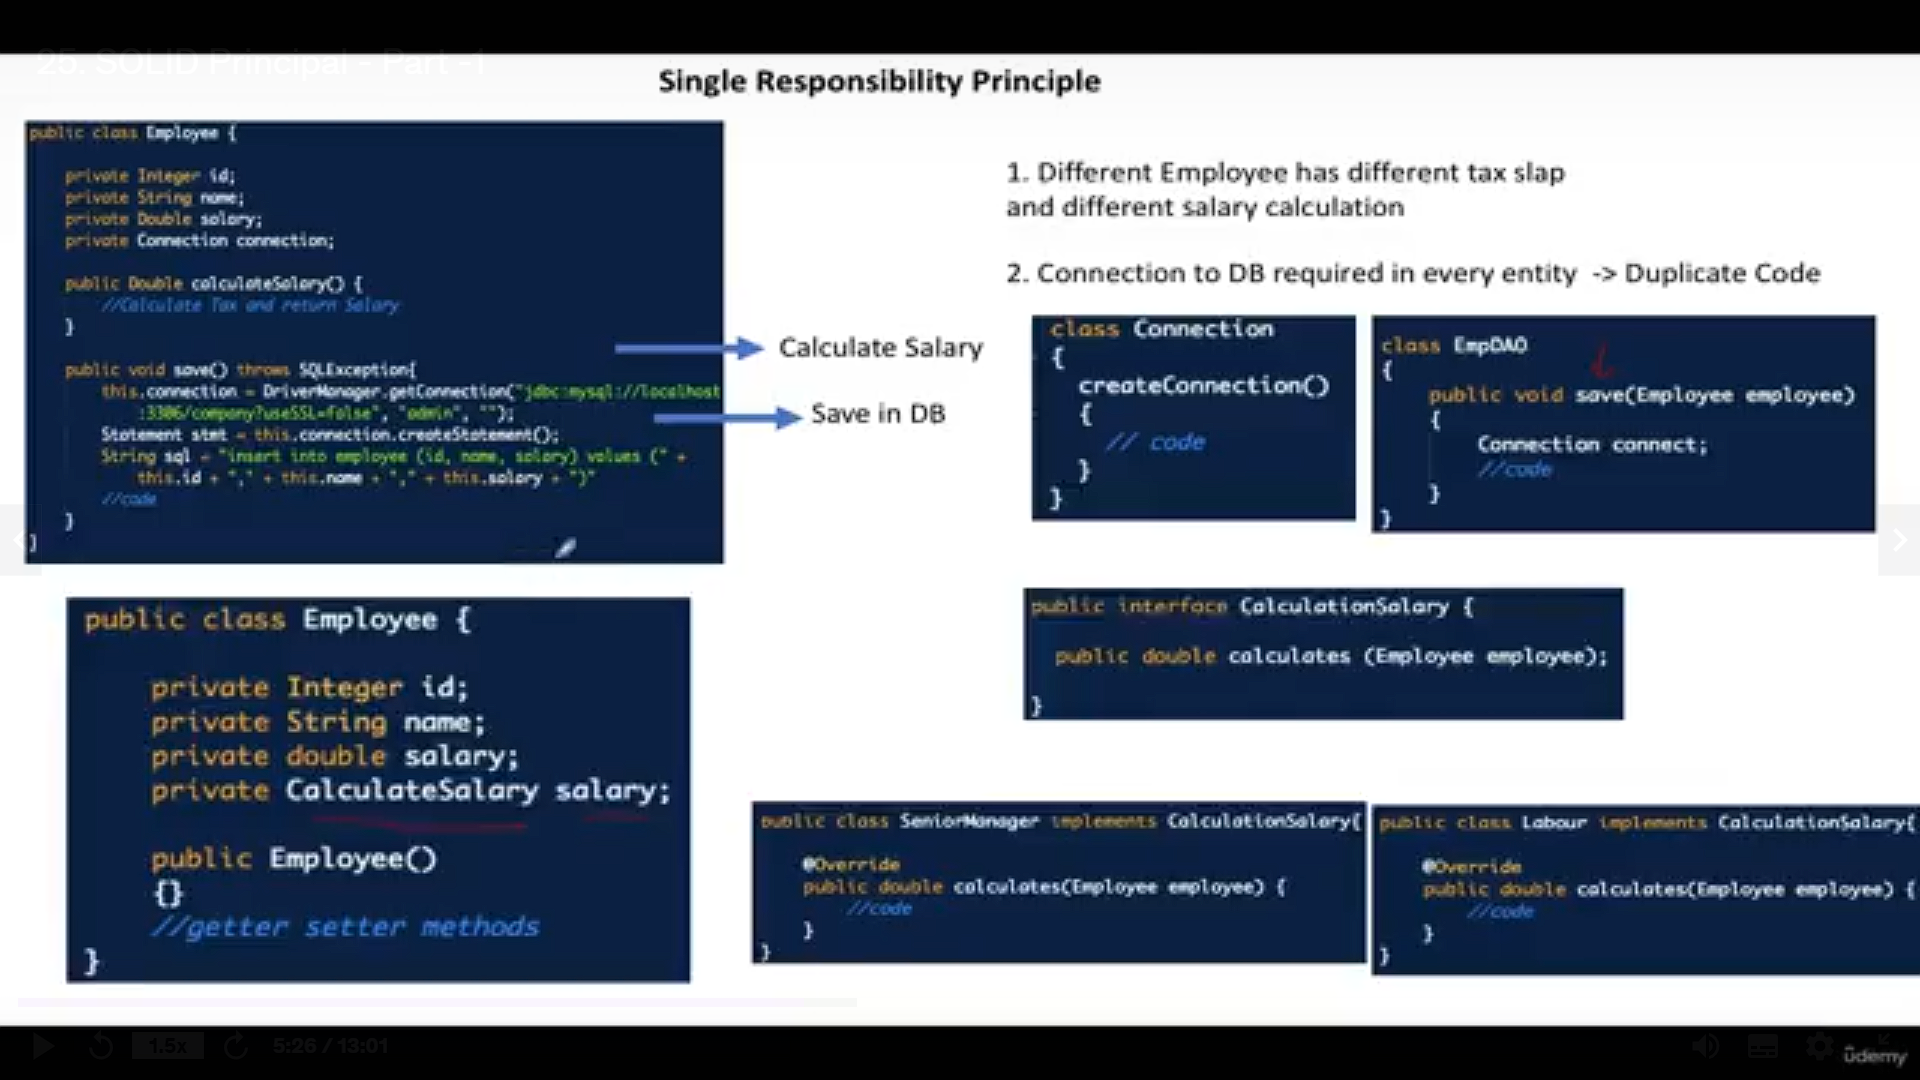 25. SOLID Principal - Part -1
Single Responsibility Principle
public class Employee {
private Integer id;
private String name;
private Double salary;
private Connection connection;
public Double calculateSalary() {
//Calculate Tax and return Salary
}
public void save() throws SQLException{
this.connection = DriverManager.getConnection("jdbc:mysql://localhost
:3306/company?useSSL=false", "admin", "");
Statement stmt = this.connection.createStatement();
String sql = "insert into employee (id, name, salary) values (" +
this.id + "," + this.name + "," + this.salary + ")"
//code
}
}
Calculate Salary
Save in DB
1. Different Employee has different tax slap
and different salary calculation
2. Connection to DB required in every entity -> Duplicate Code
class Connection
{
createConnection()
{
// code
}
}
class EmpDAO
{
public void save(Employee employee)
{
Connection connect;
//code
}
}
public class Employee {
private Integer id;
private String name;
private double salary;
private CalculateSalary salary;
public Employee()
{}
//getter setter methods
}
public interface CalculationSalary {
public double calculates (Employee employee);
}
public class SeniorManager implements CalculationSalary{
@Override
public double calculates(Employee employee) {
//code
}
}
public class Labour implements CalculationSalary{
@Override
public double calculates(Employee employee) {
//code
}
}
1.5x
5:26 / 13:01
ûdemy